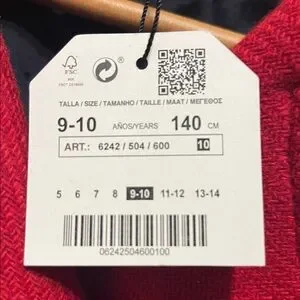 FSC
TALLA / SIZE / TAMANHO / TAILLE / MAAT / ΜΕΓΕΘΟΣ
9-10 AÑOS/YEARS 140 CM
ART.: 6242 / 504 / 600 10
5 6 7 8 9-10 11-12 13-14
06242504600100